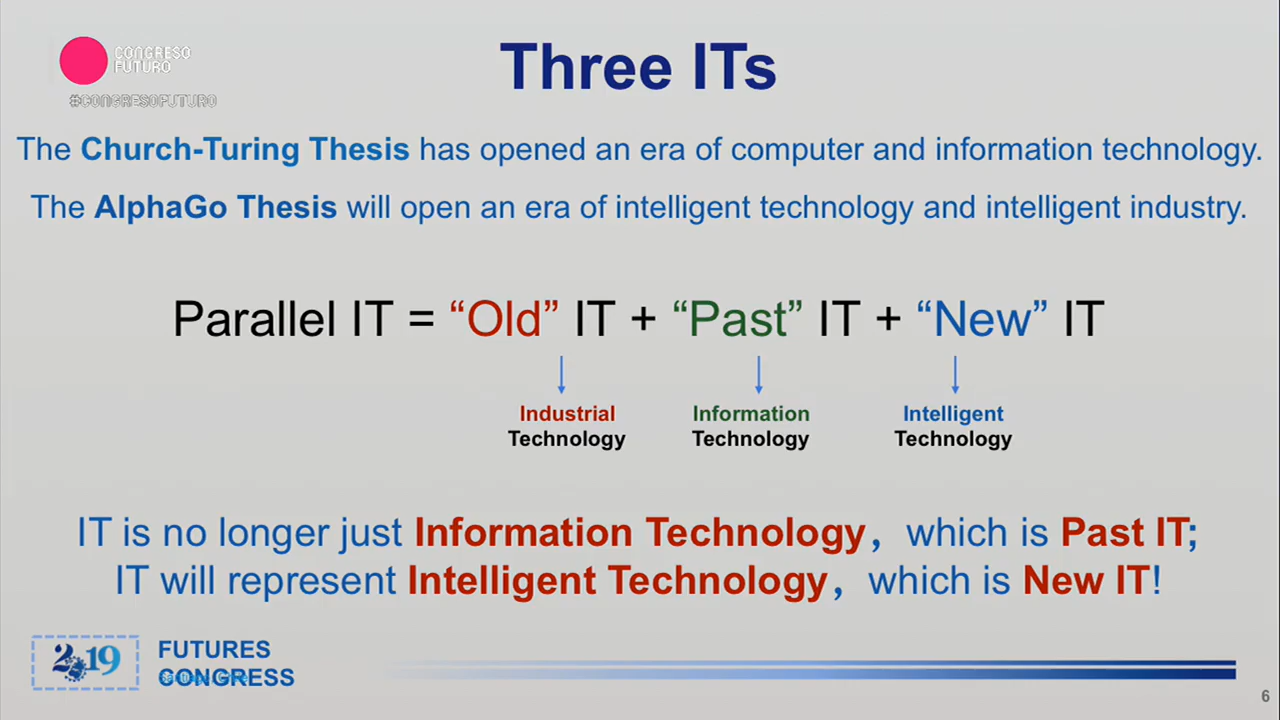 CONGRESO
FUTURO
#CONGRESOFUTURO
Three ITs
The Church-Turing Thesis has opened an era of computer and information technology.
The AlphaGo Thesis will open an era of intelligent technology and intelligent industry.
Parallel IT = “Old” IT + “Past” IT + “New” IT
Industrial
Technology
Information
Technology
Intelligent
Technology
IT is no longer just Information Technology，which is Past IT;
IT will represent Intelligent Technology，which is New IT!
2019
FUTURES
CONGRESS
6